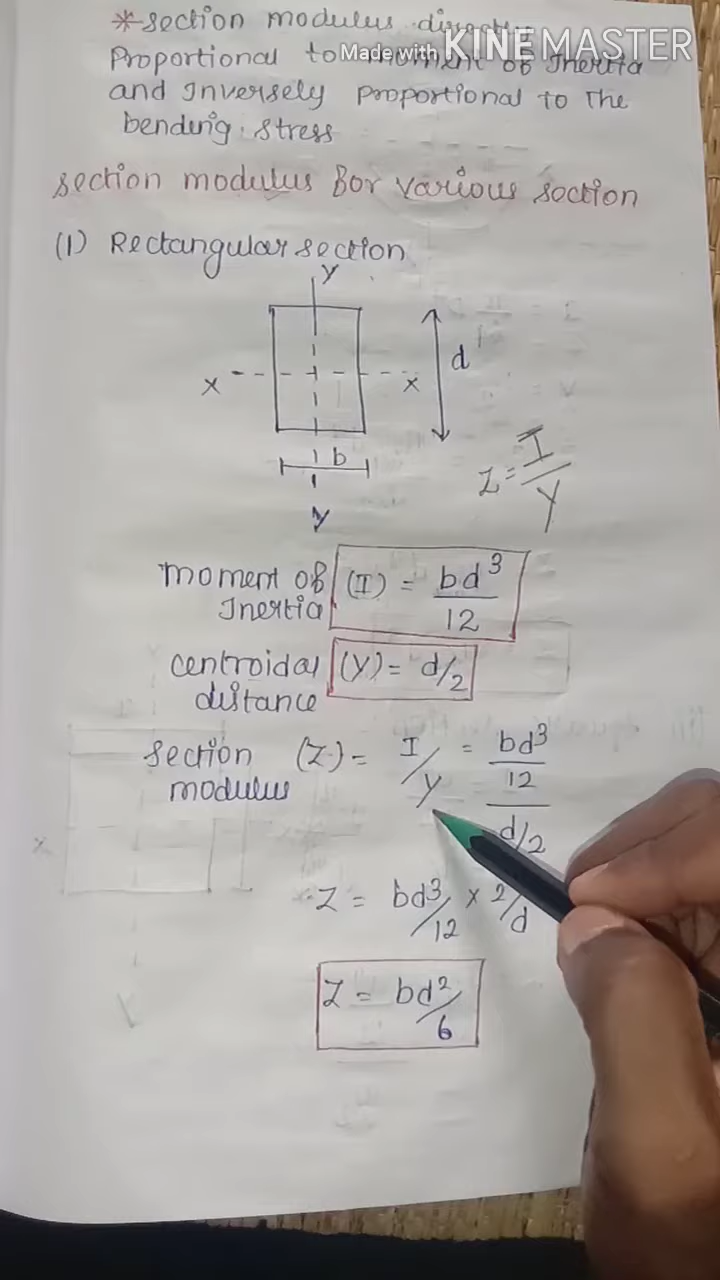 *section modulus directly
Made with KINEMASTER
Proportional to moment of Inertia
and Inversely proportional to the
bending stress
section modulus For various section
(1) Rectangular section
y
d
x x
b
y
Z = I/y
moment of Inertia (I) = bd³/12
centroidal distance (y) = d/2
section modulus (Z) = I/y = bd³/12 / d/2
Z = bd³/12 × 2/d
Z = bd²/6